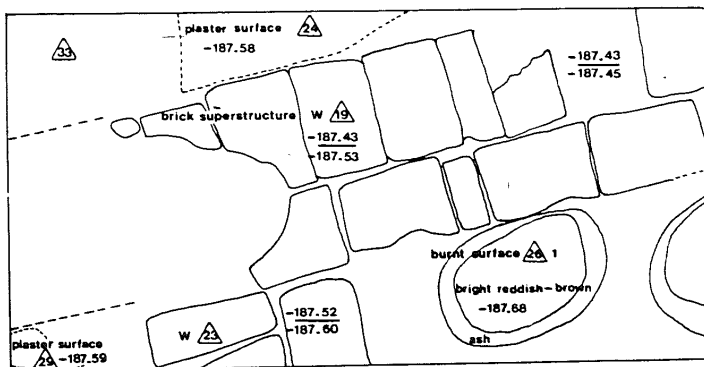 plaster surface 24
-187.58
33
-187.43
-187.45
brick superstructure W 19
-187.43
-187.53
burnt surface 26 1
bright reddish-brown
-187.68
ash
-187.52
-187.60
W 23
plaster surface
29 -187.59